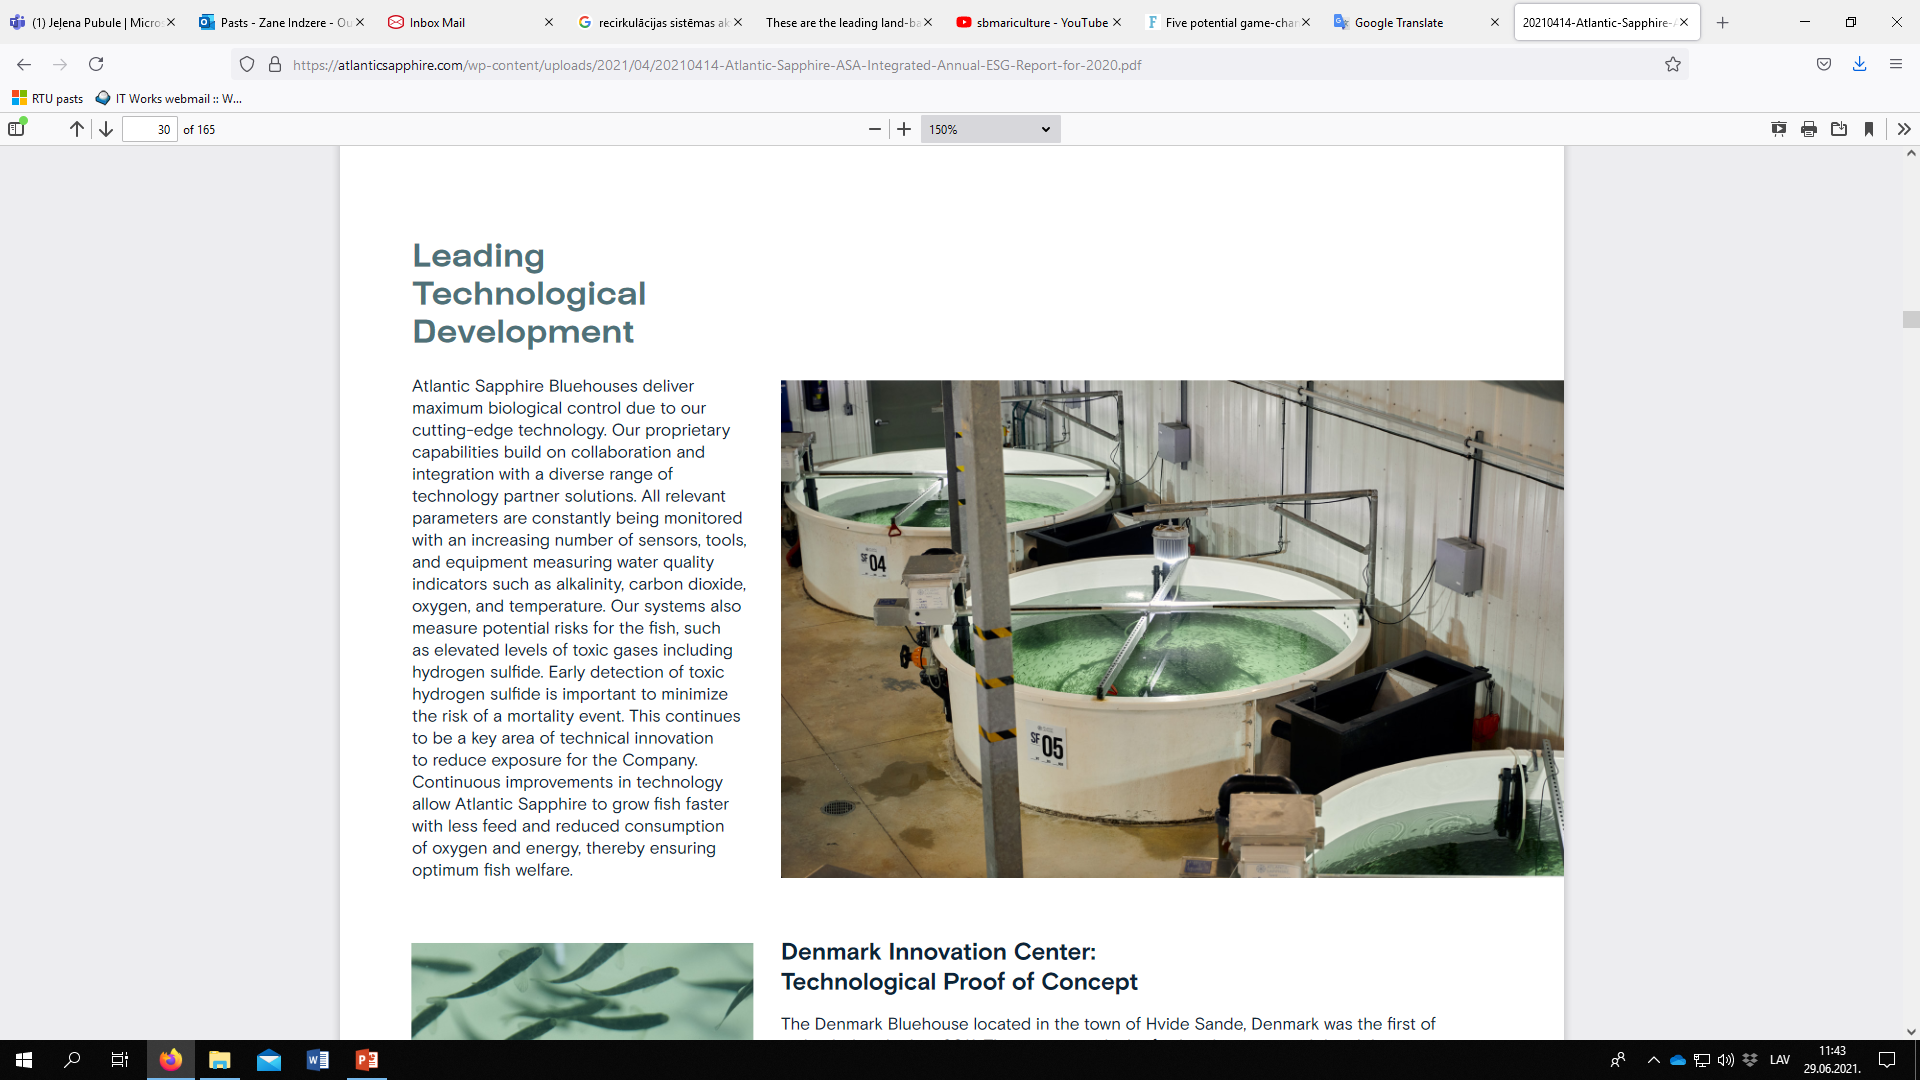 (1) Jeļena Pubule | Micros
Pasts - Zane Indzere - Ou
Inbox Mail
recirkulācijas sistēmas ak
These are the leading land-ba
sbmariculture - YouTube
Five potential game-chan
Google Translate
20210414-Atlantic-Sapphire-A
https://atlanticsapphire.com/wp-content/uploads/2021/04/20210414-Atlantic-Sapphire-ASA-Integrated-Annual-ESG-Report-for-2020.pdf
RTU pasts
IT Works webmail :: W...
30 of 165
150%
Leading
Technological
Development
Atlantic Sapphire Bluehouses deliver
maximum biological control due to our
cutting-edge technology. Our proprietary
capabilities build on collaboration and
integration with a diverse range of
technology partner solutions. All relevant
parameters are constantly being monitored
with an increasing number of sensors, tools,
and equipment measuring water quality
indicators such as alkalinity, carbon dioxide,
oxygen, and temperature. Our systems also
measure potential risks for the fish, such
as elevated levels of toxic gases including
hydrogen sulfide. Early detection of toxic
hydrogen sulfide is important to minimize
the risk of a mortality event. This continues
to be a key area of technical innovation
to reduce exposure for the Company.
Continuous improvements in technology
allow Atlantic Sapphire to grow fish faster
with less feed and reduced consumption
of oxygen and energy, thereby ensuring
optimum fish welfare.
SF 04
SF 05
Denmark Innovation Center:
Technological Proof of Concept
The Denmark Bluehouse located in the town of Hvide Sande, Denmark was the first of
LAV
11:43
29.06.2021.